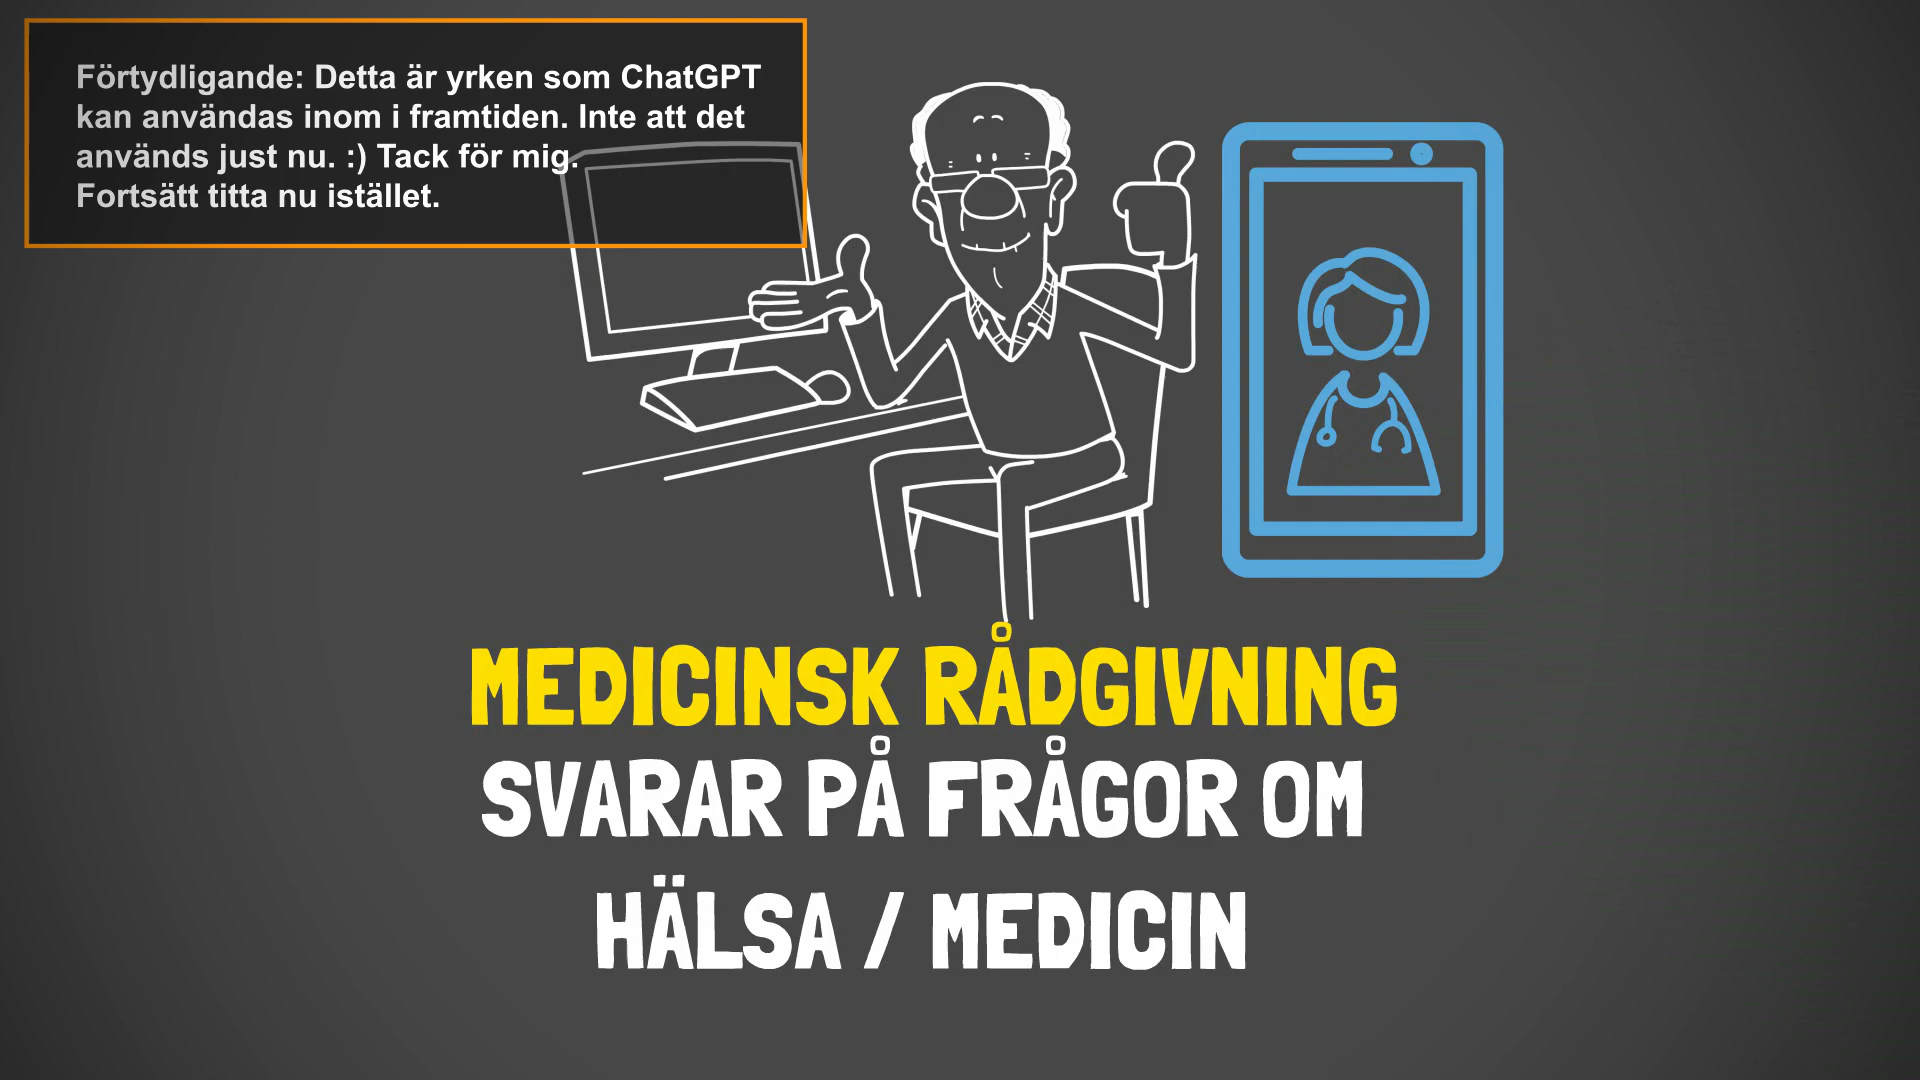 Förtydligande: Detta är yrken som ChatGPT
kan användas inom i framtiden. Inte att det
används just nu. :) Tack för mig.
Fortsätt titta nu istället.
MEDICINSK RÅDGIVNING
SVARAR PÅ FRÅGOR OM
HÄLSA / MEDICIN